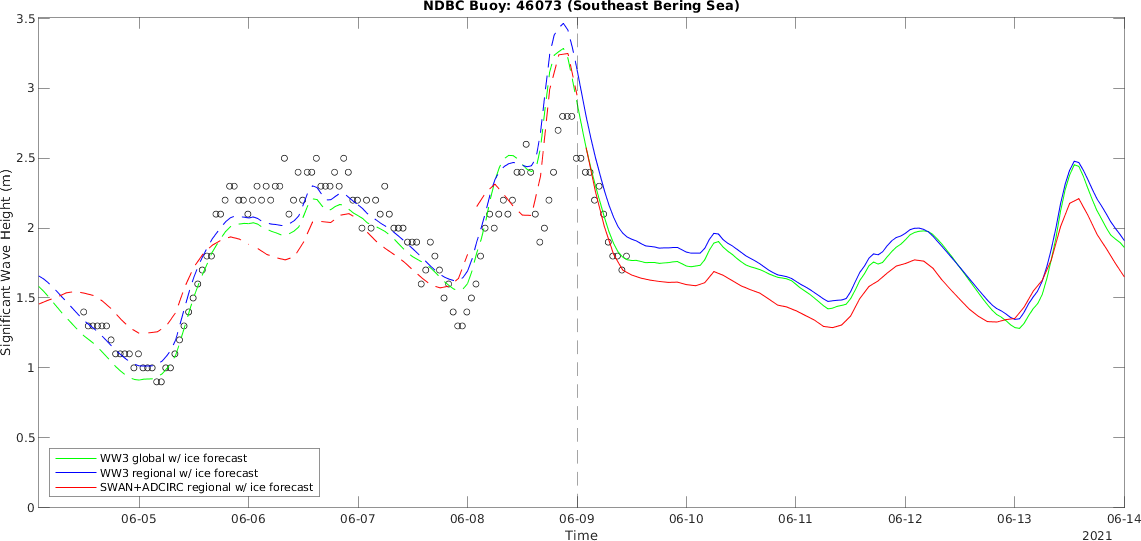 NDBC Buoy: 46073 (Southeast Bering Sea)
3.5
3
2.5
2
1.5
1
0.5
0
Significant Wave Height (m)
WW3 global w/ ice forecast
WW3 regional w/ ice forecast
SWAN+ADCIRC regional w/ ice forecast
06-05 06-06 06-07 06-08 06-09 06-10 06-11 06-12 06-13 06-14
Time
2021